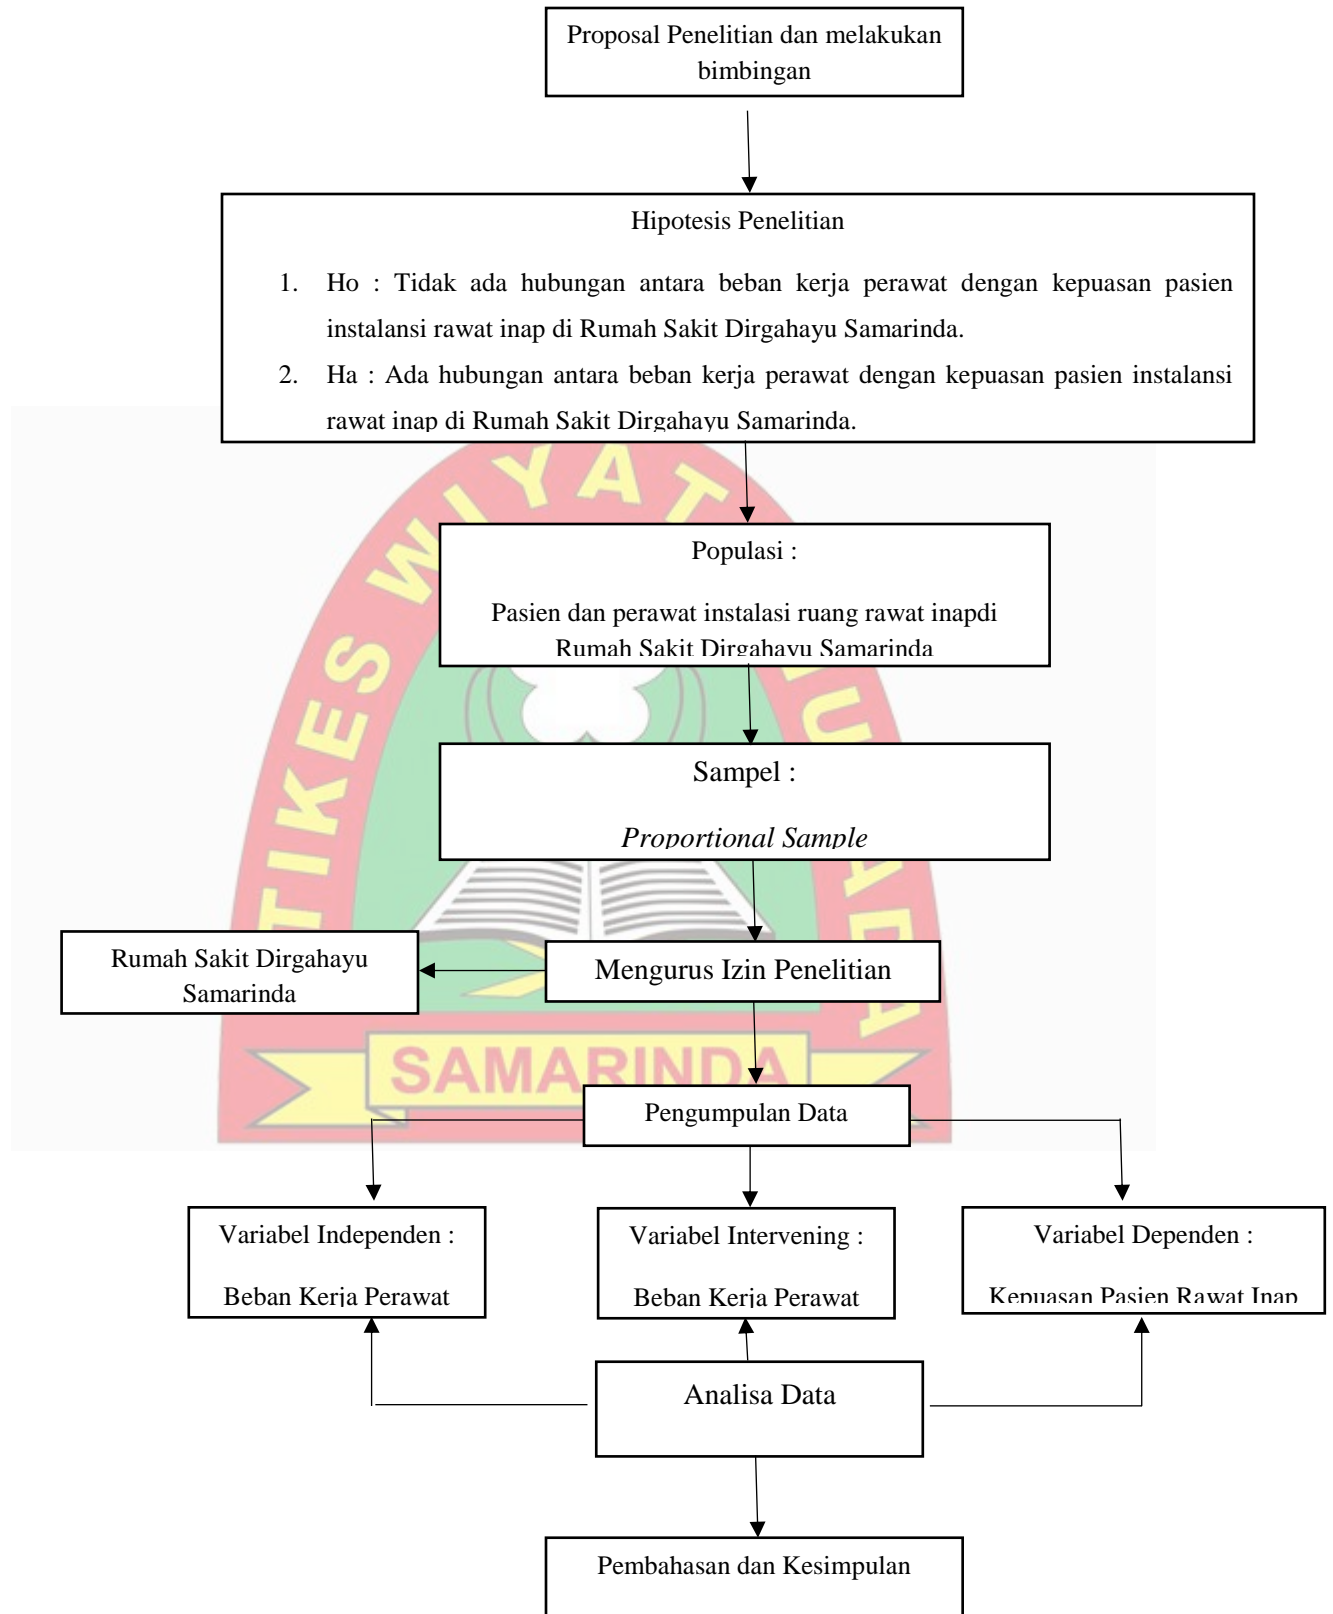 Proposal Penelitian dan melakukan
bimbingan
Hipotesis Penelitian
1. Ho : Tidak ada hubungan antara beban kerja perawat dengan kepuasan pasien
instalansi rawat inap di Rumah Sakit Dirgahayu Samarinda.
2. Ha : Ada hubungan antara beban kerja perawat dengan kepuasan pasien instalansi
rawat inap di Rumah Sakit Dirgahayu Samarinda.
Populasi :
Pasien dan perawat instalasi ruang rawat inapdi
Rumah Sakit Dirgahayu Samarinda
Sampel :
Proportional Sample
Rumah Sakit Dirgahayu
Samarinda
Mengurus Izin Penelitian
SAMARINDA
Pengumpulan Data
Variabel Independen :
Beban Kerja Perawat
Variabel Intervening :
Beban Kerja Perawat
Variabel Dependen :
Kepuasan Pasien Rawat Inap
Analisa Data
Pembahasan dan Kesimpulan